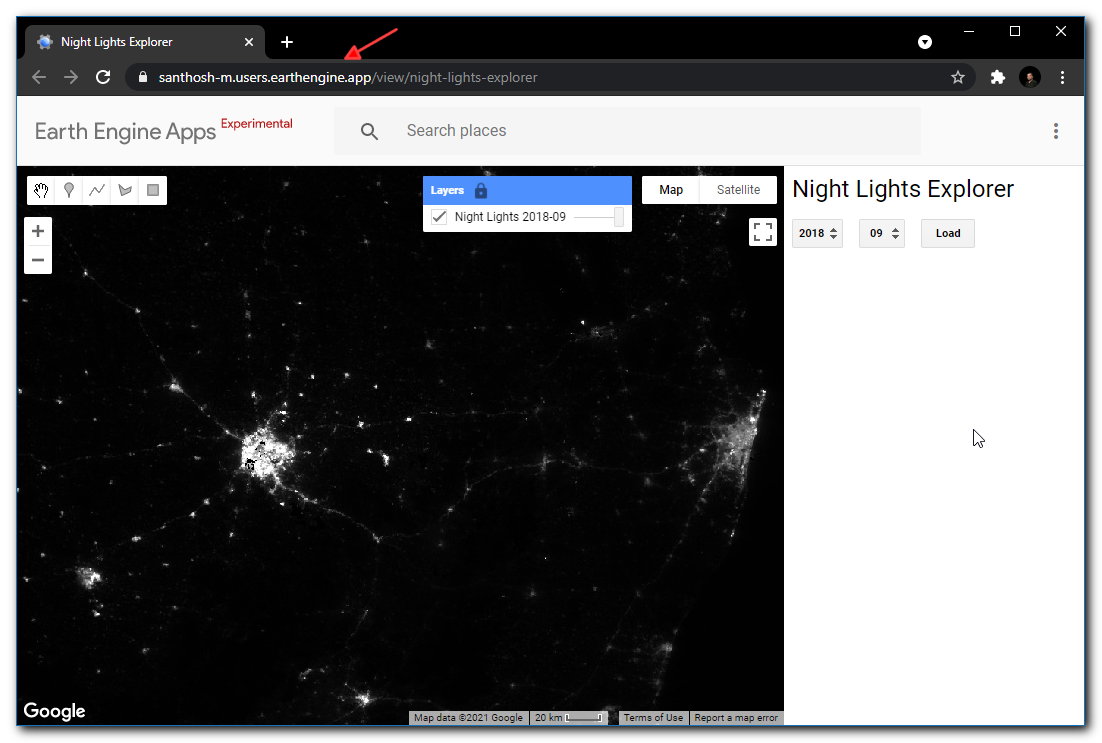 Night Lights Explorer
santhosh-m.users.earthengine.app/view/night-lights-explorer
Earth Engine Apps Experimental
Search places
Layers
Night Lights 2018-09
Map Satellite
Night Lights Explorer
2018 09 Load
Google
Map data ©2021 Google 20 km Terms of Use Report a map error